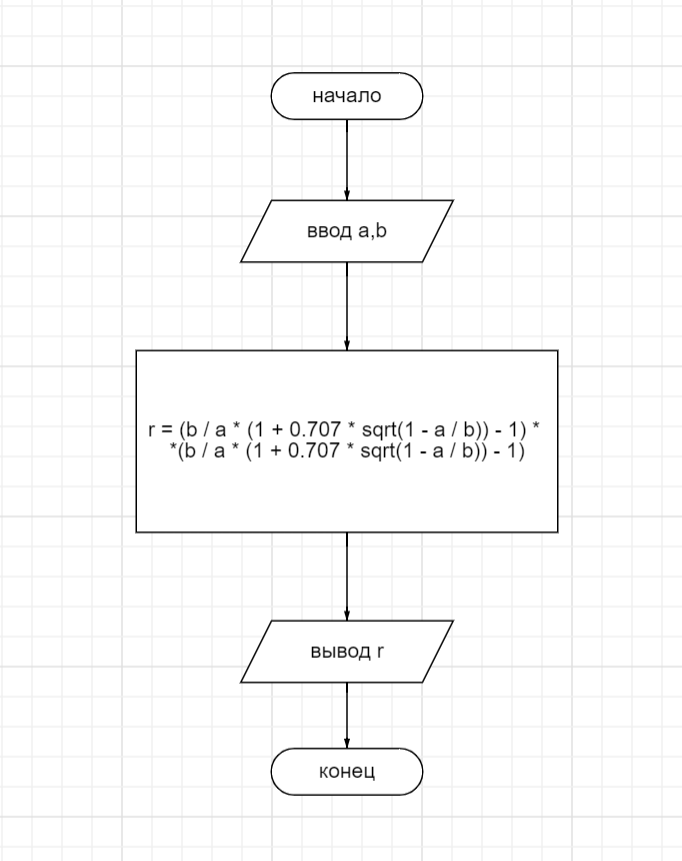 начало
ввод a,b
r = (b / a * (1 + 0.707 * sqrt(1 - a / b)) - 1) *
*(b / a * (1 + 0.707 * sqrt(1 - a / b)) - 1)
вывод r
конец